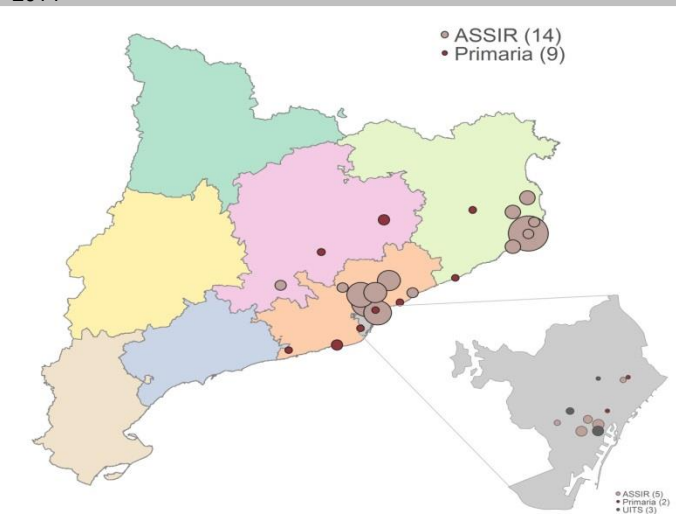 ASSIR (14)
Primaria (9)
ASSIR (5)
Primaria (2)
UITS (3)